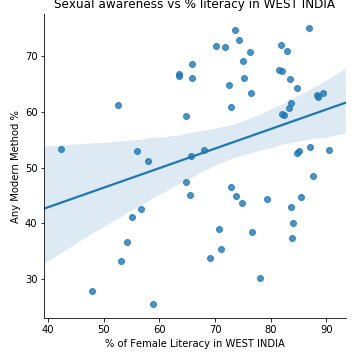 Sexual awareness vs % literacy in WEST INDIA
Any Modern Method %
70
60
50
40
30
40 50 60 70 80 90
% of Female Literacy in WEST INDIA